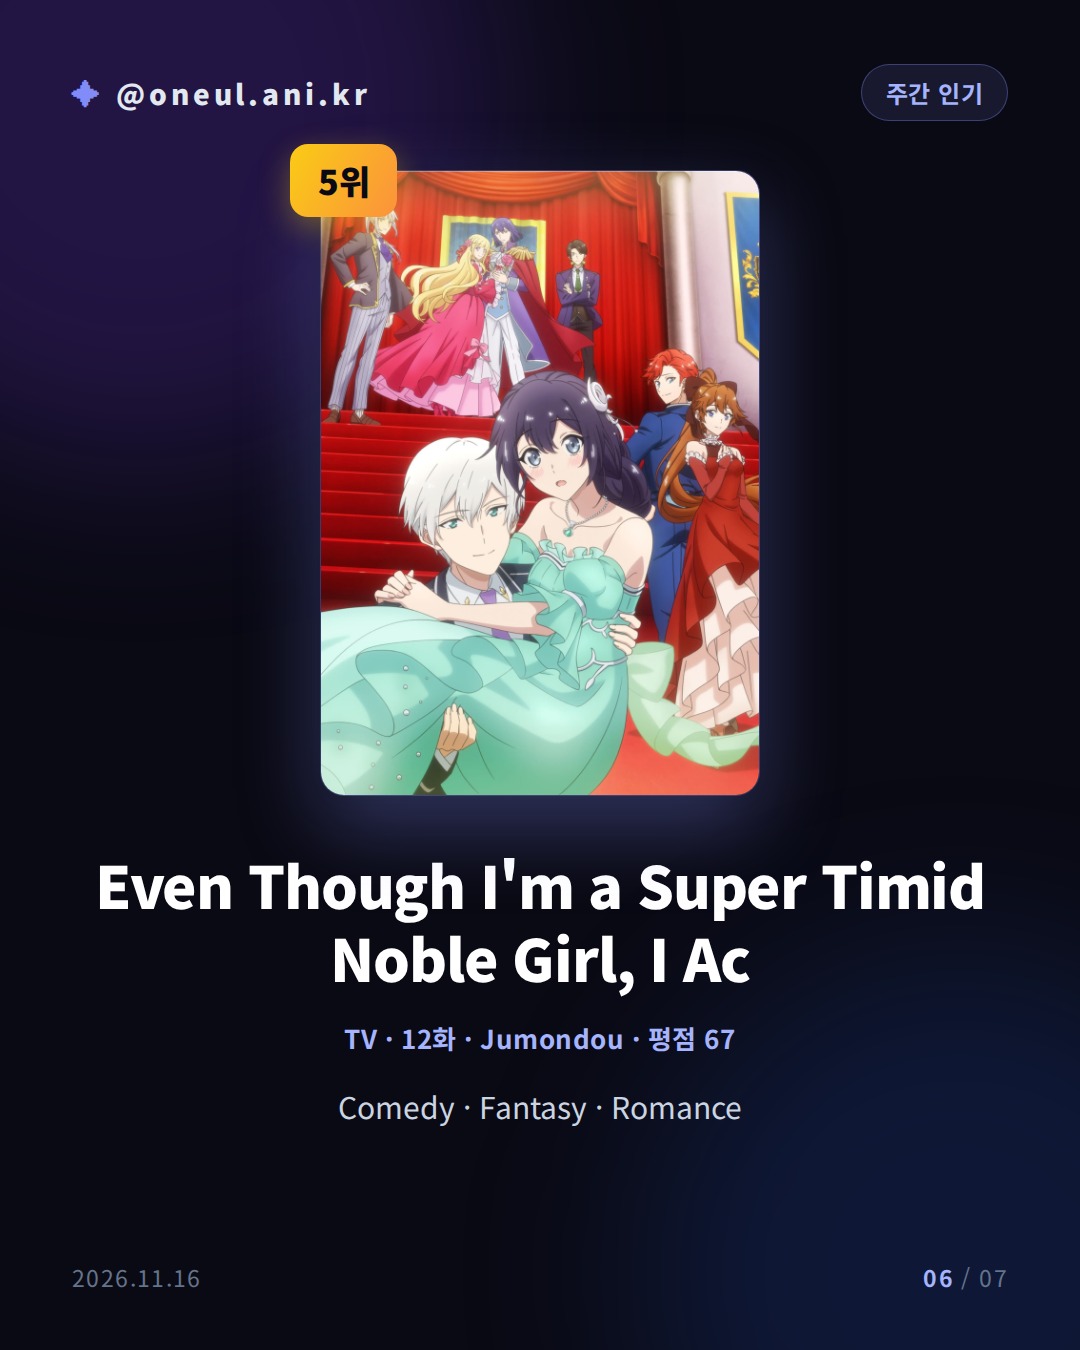 @oneul.ani.kr
주간 인기
5위
Even Though I'm a Super Timid
Noble Girl, I Ac
TV · 12화 · Jumondou · 평점 67
Comedy · Fantasy · Romance
2026.11.16
06 / 07